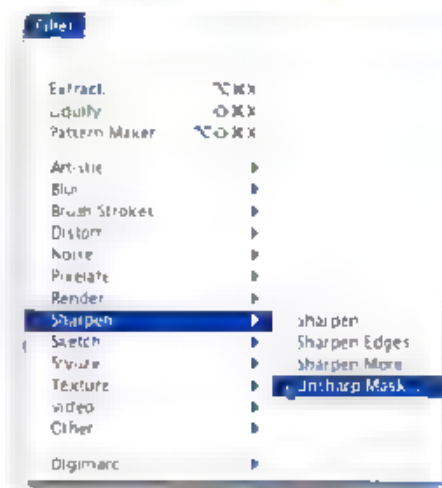 Filter
Extract... ⌥⌘X
Liquify ⇧⌘X
Pattern Maker ⌥⇧⌘X
Artistic
Blur
Brush Strokes
Distort
Noise
Pixelate
Render
Sharpen
Sharpen
Sketch
Sharpen Edges
Stylize
Sharpen More
Texture
Unsharp Mask...
Video
Other
Digimarc